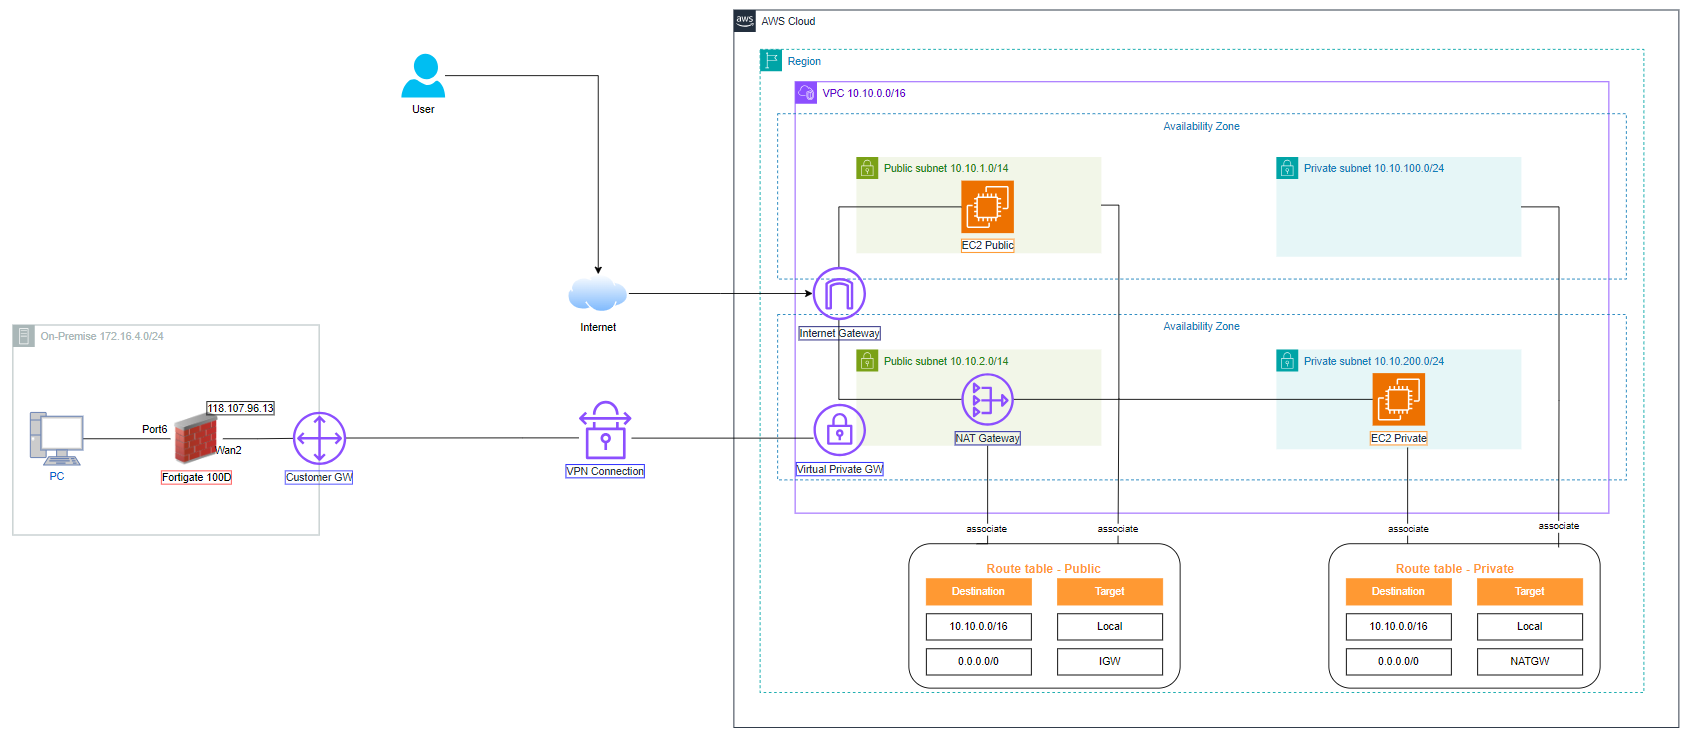 aws
AWS Cloud
Region
VPC 10.10.0.0/16
User
Availability Zone
Public subnet 10.10.1.0/14
Private subnet 10.10.100.0/24
EC2 Public
Internet
Internet Gateway
Availability Zone
On-Premise 172.16.4.0/24
Public subnet 10.10.2.0/14
Private subnet 10.10.200.0/24
118.107.96.13
Port6
Wan2
PC
Fortigate 100D
Customer GW
VPN Connection
Virtual Private GW
NAT Gateway
EC2 Private
associate
associate
associate
associate
Route table - Public
Destination Target
10.10.0.0/16 Local
0.0.0.0/0 IGW
Route table - Private
Destination Target
10.10.0.0/16 Local
0.0.0.0/0 NATGW